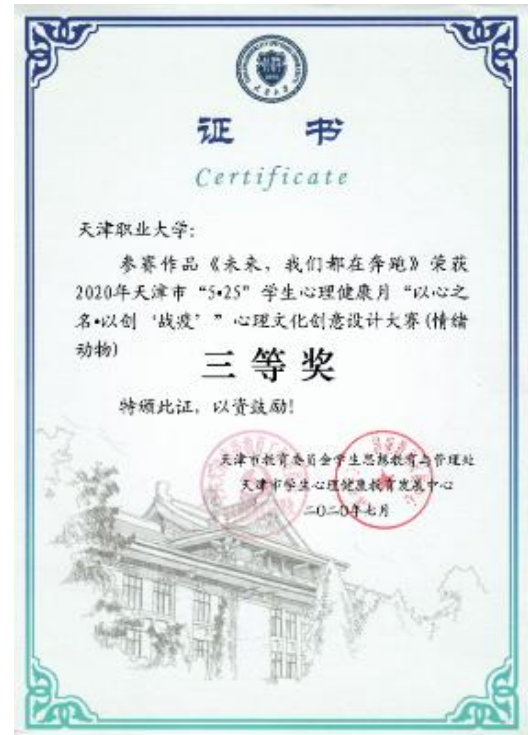 证 书
Certificate
天津职业大学：
参赛作品《未来，我们都在奔跑》荣获
2020年天津市“5•25”学生心理健康月“以心之
名•以创‘战疫’”心理文化创意设计大赛(情绪
动物)
三等奖
特颁此证，以资鼓励！
天津市教育委员会学生思想教育与管理处
天津市学生心理健康教育发展中心
二〇二〇年七月